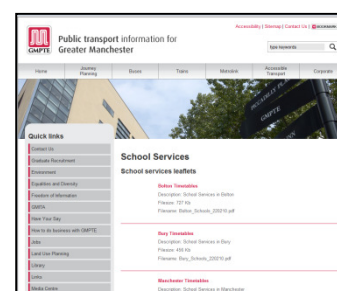 Accessibility | Sitemap | Contact Us |
GMPTE
Public transport information for
Greater Manchester
type keywords
Home
Journey
Planning
Buses
Trains
Metrolink
Accessible
Transport
Corporate
PICCADILLY
Quick links
Contact Us
Graduate Recruitment
Environment
Equalities and Diversity
Freedom of Information
GMITA
Have Your Say
How to do business with GMPTE
Jobs
Land Use Planning
Library
Links
Media Centre
School Services
School services leaflets
Bolton Timetables
Description: School Services in Bolton
Filesize: 727 Kb
Filename: Bolton_Schools_220210.pdf
Bury Timetables
Description: School Services in Bury
Filesize: 456 Kb
Filename: Bury_Schools_220210.pdf
Manchester Timetables
Description: School Services in Manchester